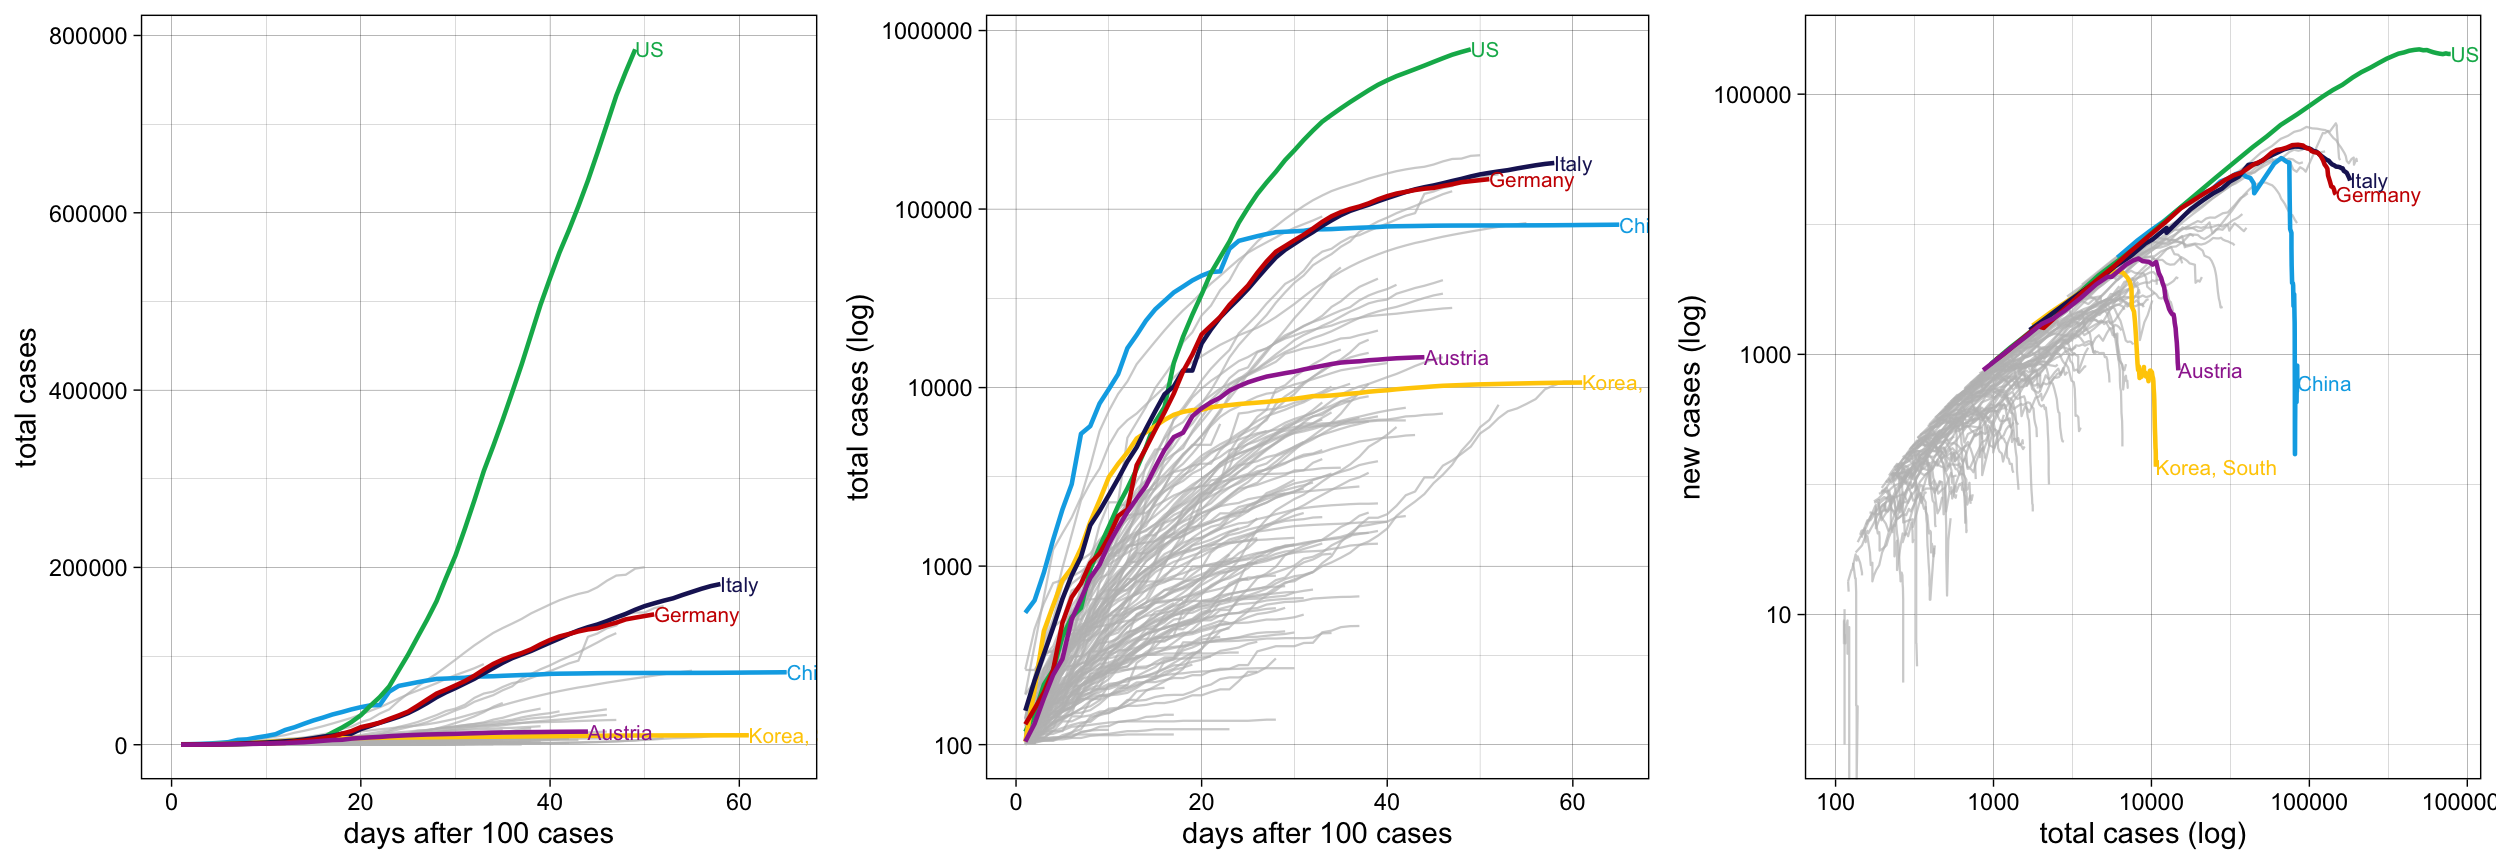 total cases
800000
600000
400000
200000
0
US
Italy
Germany
Chi
Austria
Korea,
0
20
40
60
days after 100 cases
total cases (log)
1000000
100000
10000
1000
100
US
Italy
Germany
Chi
Austria
Korea,
0
20
40
60
days after 100 cases
new cases (log)
100000
1000
10
US
Italy
Germany
Austria
China
Korea, South
100
1000
10000
100000
100000
total cases (log)